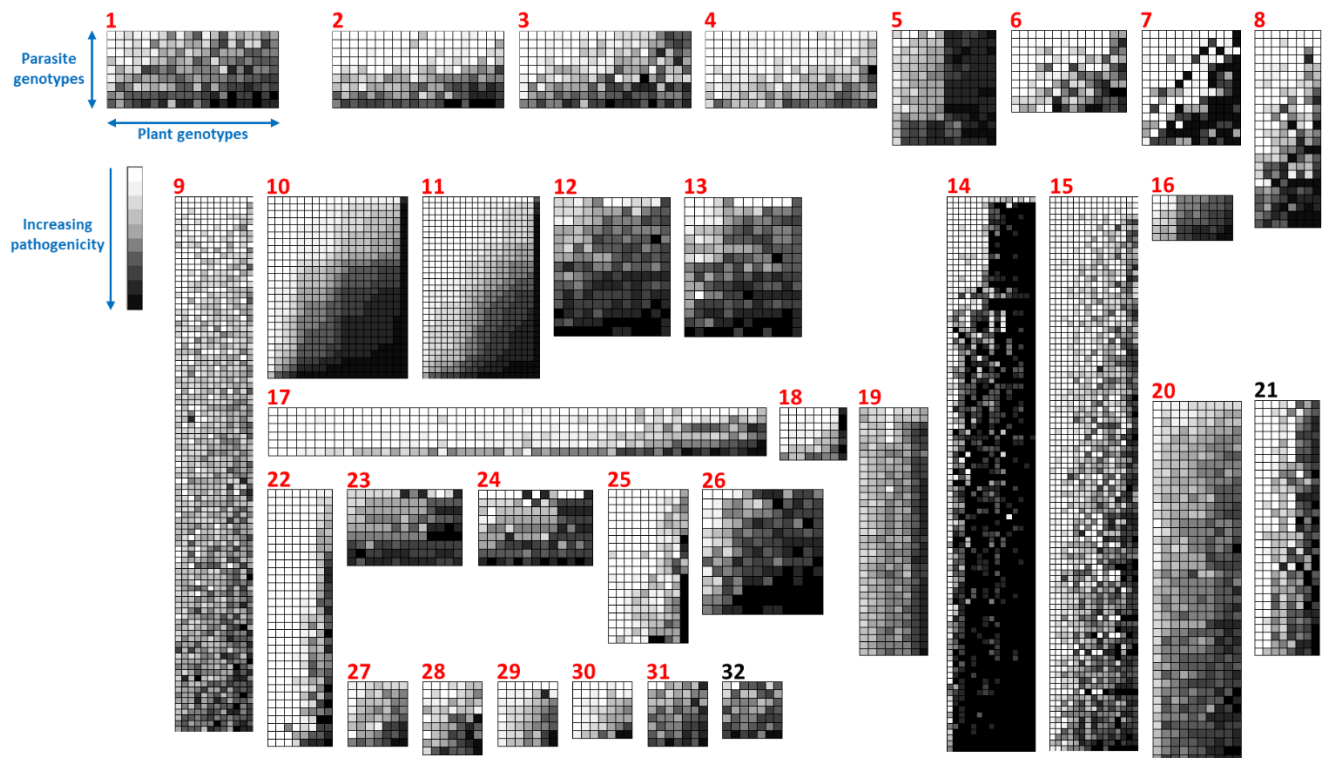 1 2 3 4 5 6 7 8
Parasite
genotypes
Plant genotypes
9 10 11 12 13 14 15 16
Increasing
pathogenicity
17 18 19 20 21
22 23 24 25 26
27 28 29 30 31 32